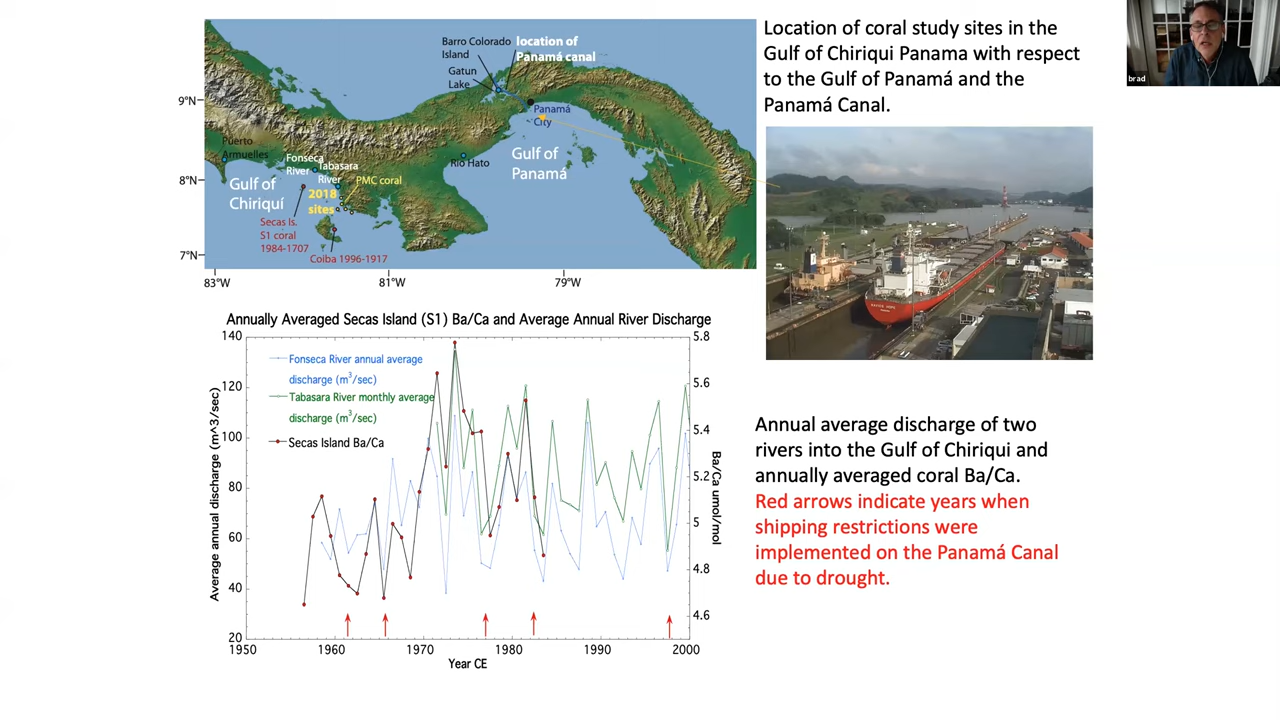 Barro Colorado
Island
location of
Panamá canal
Gatun
Lake
9°N
Panamá
City
Puerto
Armuelles
Fonseca
River
Tabasara
River
Rio Hato
Gulf of
Panamá
8°N
Gulf of
Chiriquí
PMC coral
2018
sites
Secas Is.
S1 coral
1984-1707
7°N
Coiba 1996-1917
83°W
81°W
79°W
Location of coral study sites in the
Gulf of Chiriqui Panama with respect
to the Gulf of Panamá and the
Panamá Canal.
brad
Annually Averaged Secas Island (S1) Ba/Ca and Average Annual River Discharge
140
120
100
80
60
40
20
Average annual discharge (m^3/sec)
Fonseca River annual average
discharge (m³/sec)
Tabasara River monthly average
discharge (m³/sec)
Secas Island Ba/Ca
5.8
5.6
5.4
5.2
5
4.8
4.6
Ba/Ca umol/mol
1950
1960
1970
1980
1990
2000
Year CE
Annual average discharge of two
rivers into the Gulf of Chiriqui and
annually averaged coral Ba/Ca.
Red arrows indicate years when
shipping restrictions were
implemented on the Panamá Canal
due to drought.